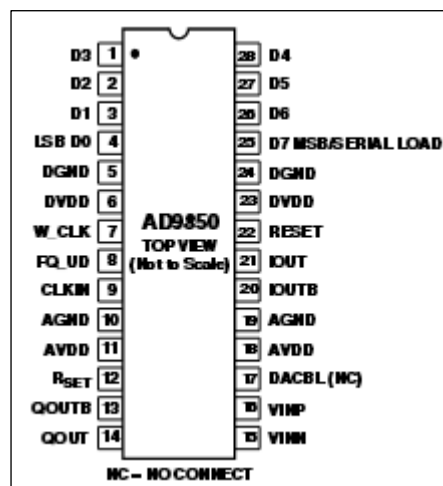 D3 1 28 D4
D2 2 27 D5
D1 3 26 D6
LSB D0 4 25 D7 MSB/SERIAL LOAD
DGND 5 24 DGND
DVDD 6 23 DVDD
W_CLK 7 22 RESET
FQ_UD 8 21 IOUT
CLKIN 9 20 IOUTB
AGND 10 19 AGND
AVDD 11 18 AVDD
RSET 12 17 DACBL (NC)
QOUTB 13 16 VINP
QOUT 14 15 VINN
AD9850
TOP VIEW
(Not to Scale)
NC = NO CONNECT